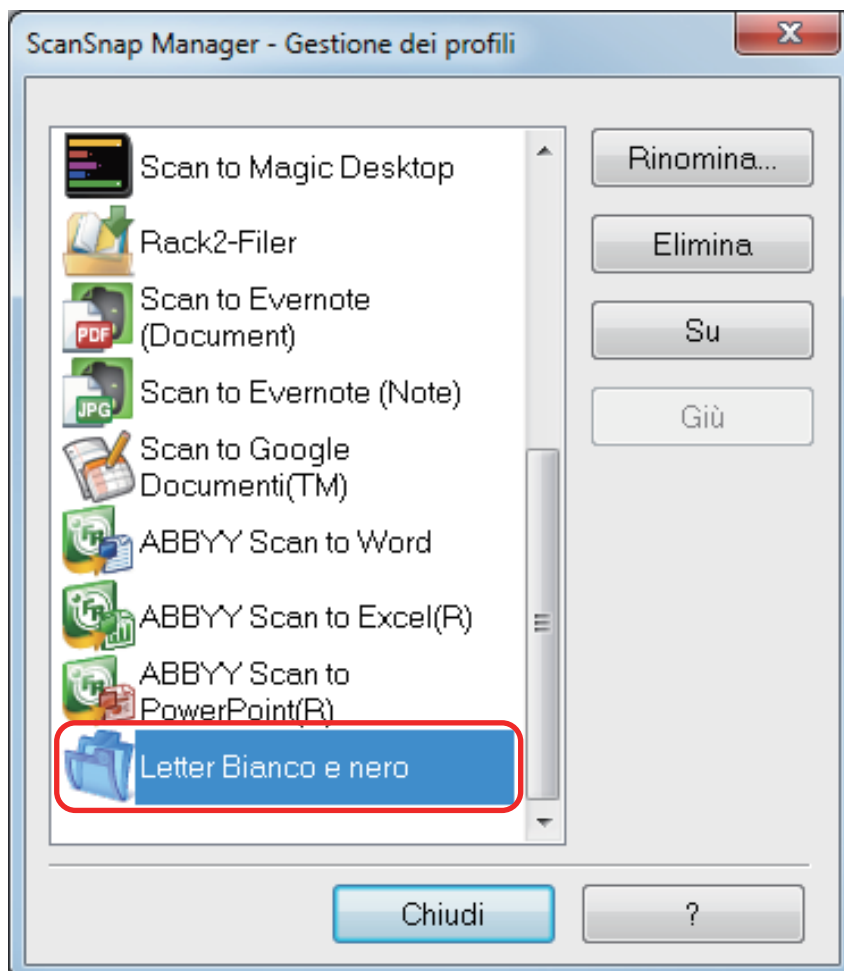 ScanSnap Manager - Gestione dei profili
Scan to Magic Desktop
Rack2-Filer
Scan to Evernote
(Document)
PDF
Scan to Evernote (Note)
JPG
Scan to Google
Documenti(TM)
ABBYY Scan to Word
ABBYY Scan to Excel(R)
ABBYY Scan to
PowerPoint(R)
Letter Bianco e nero
Rinomina...
Elimina
Su
Giù
Chiudi
?